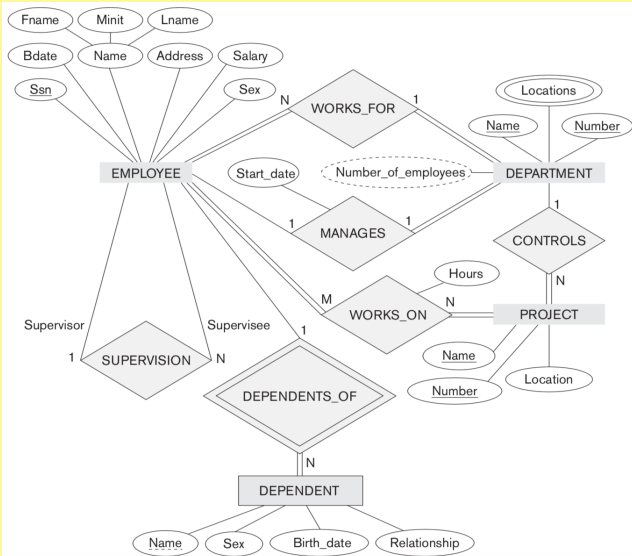 Fname Minit Lname
Bdate Name Address Salary
Ssn Sex
N WORKS_FOR 1
Locations
Name Number
EMPLOYEE Start_date Number_of_employees DEPARTMENT
1 MANAGES 1
1
CONTROLS
N
Hours
M WORKS_ON N PROJECT
Supervisor Supervisee
1 SUPERVISION N
1
Name
Number Location
DEPENDENTS_OF
N
DEPENDENT
Name Sex Birth_date Relationship